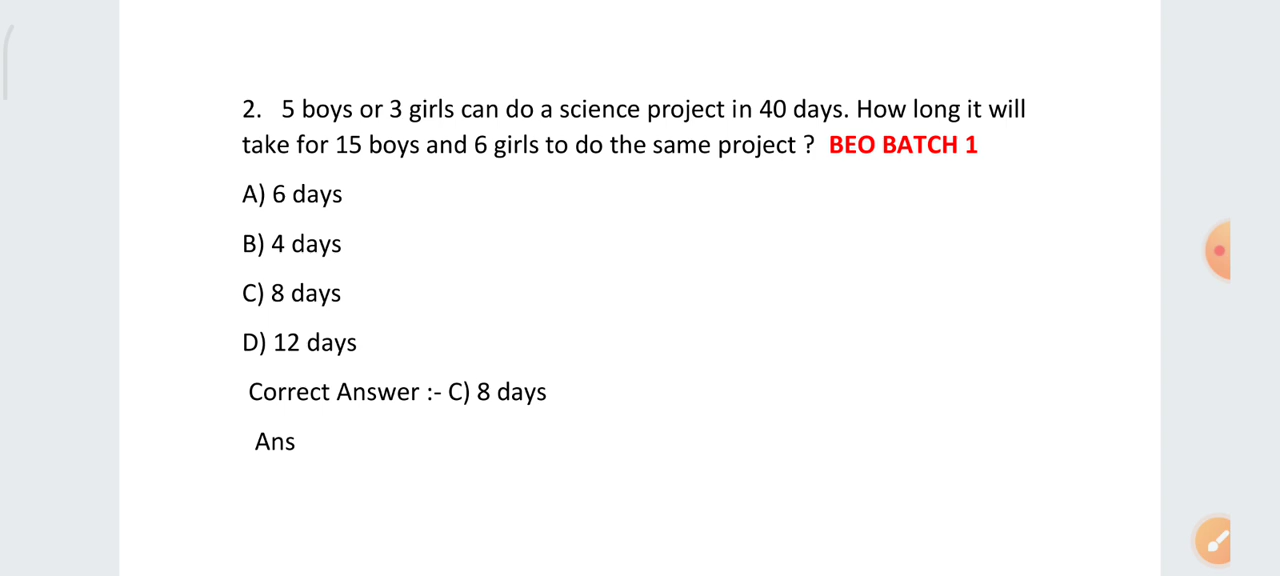 2. 5 boys or 3 girls can do a science project in 40 days. How long it will
take for 15 boys and 6 girls to do the same project ? BEO BATCH 1
A) 6 days
B) 4 days
C) 8 days
D) 12 days
Correct Answer :- C) 8 days
Ans